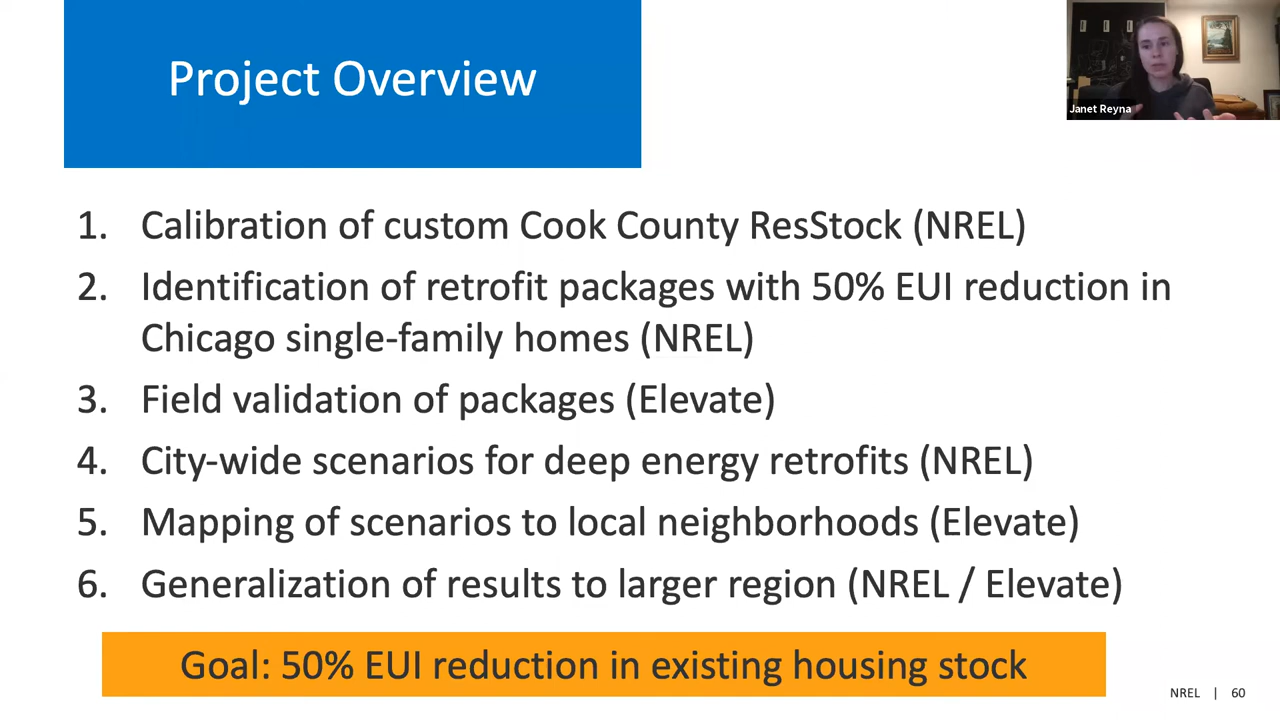 Project Overview
Janet Reyna
1. Calibration of custom Cook County ResStock (NREL)
2. Identification of retrofit packages with 50% EUI reduction in
Chicago single-family homes (NREL)
3. Field validation of packages (Elevate)
4. City-wide scenarios for deep energy retrofits (NREL)
5. Mapping of scenarios to local neighborhoods (Elevate)
6. Generalization of results to larger region (NREL / Elevate)
Goal: 50% EUI reduction in existing housing stock
NREL | 60